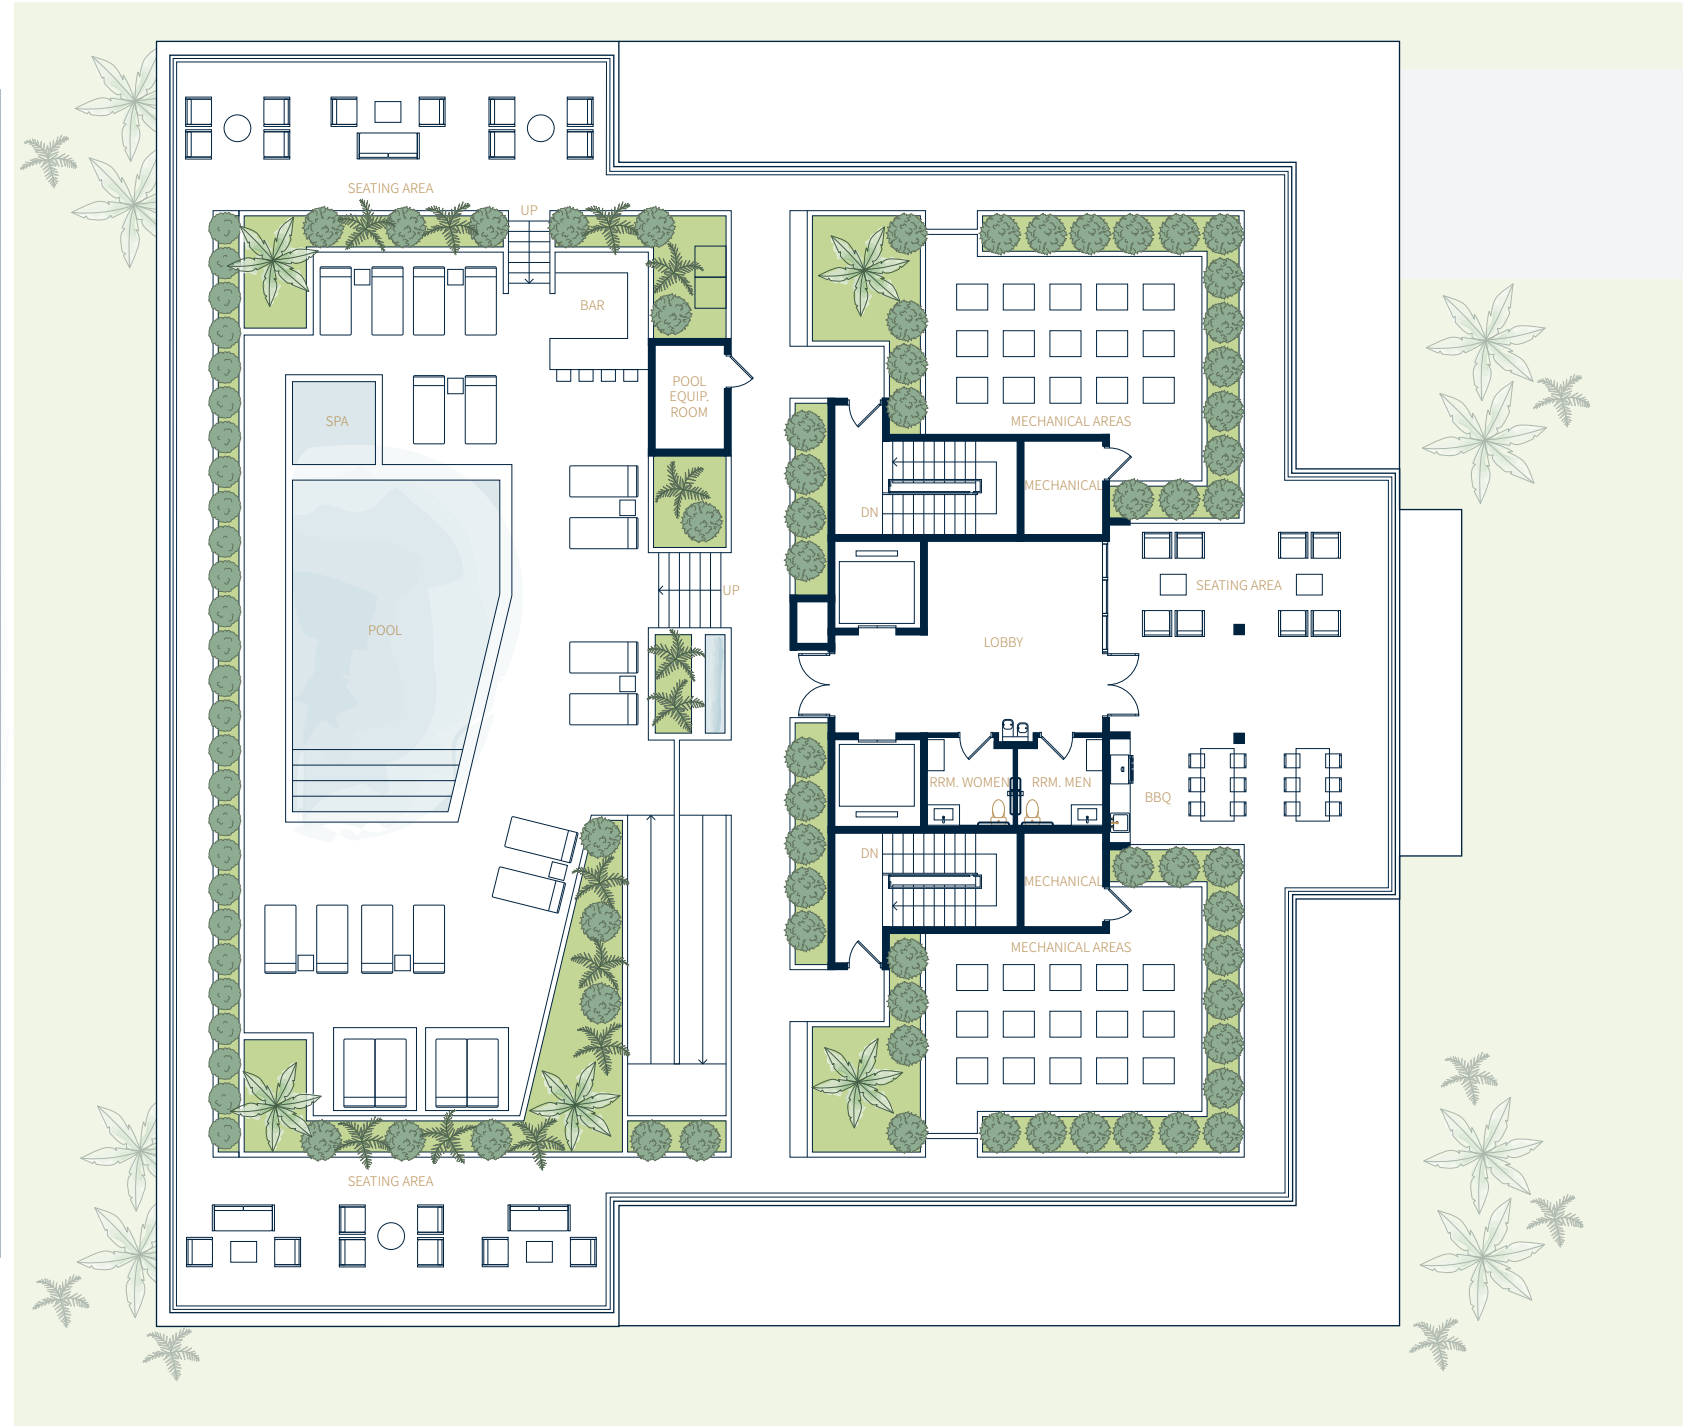 SEATING AREA
UP
BAR
POOL
EQUIP.
ROOM
SPA
MECHANICAL AREAS
MECHANICAL
DN
UP
SEATING AREA
POOL
LOBBY
RRM. WOMEN
RRM. MEN
BBQ
DN
MECHANICAL
MECHANICAL AREAS
SEATING AREA